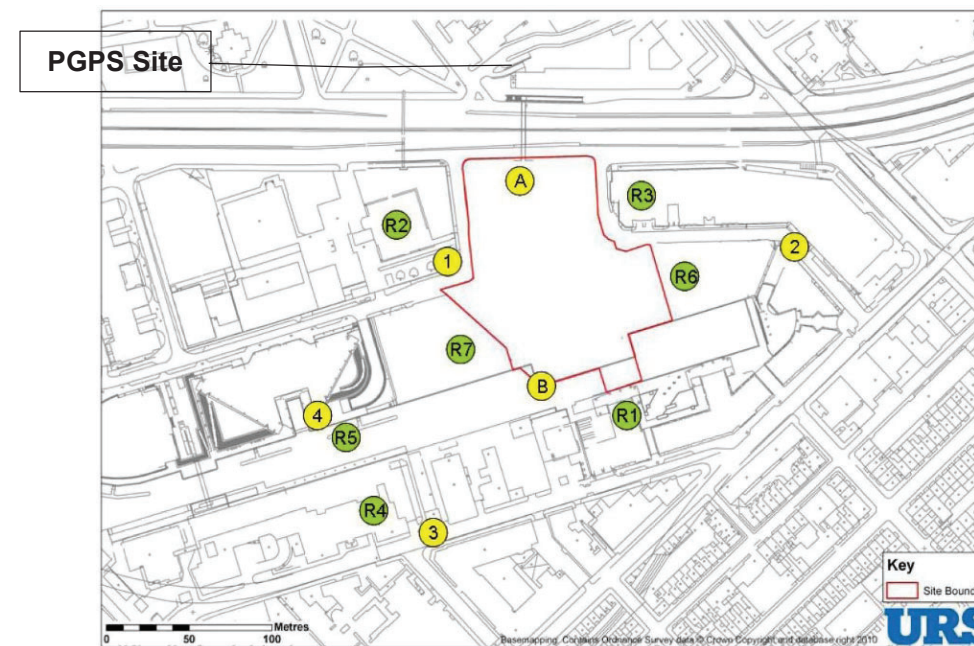 PGPS Site
A
R3
R2
1
2
R6
R7
B
4
R1
R5
R4
3
Key
Site Bound
Metres
0 50 100
Basemapping: Contains Ordnance Survey data © Crown Copyright and database right 2010
URS